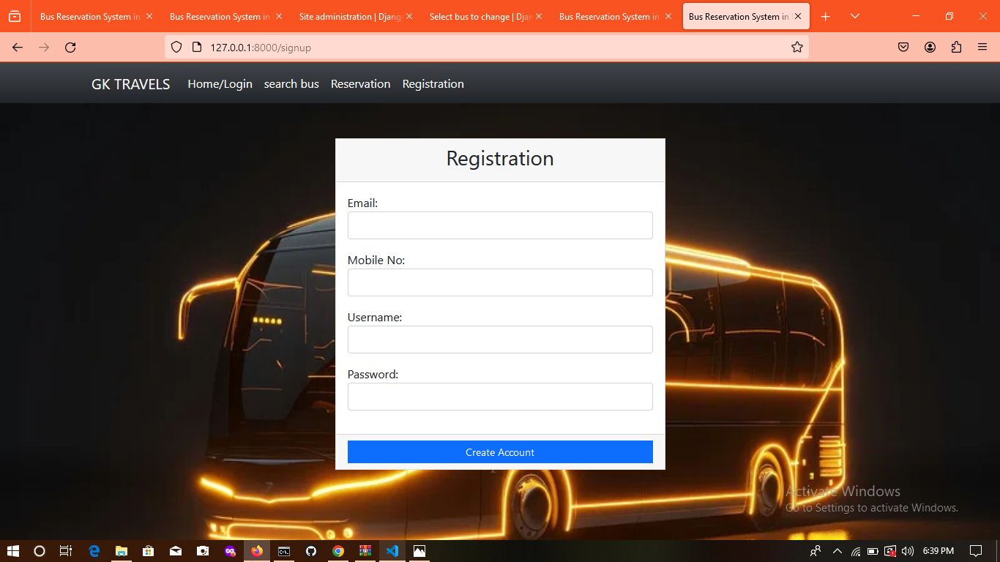 Bus Reservation System in
Bus Reservation System in
Site administration | Djang
Select bus to change | Djan
Bus Reservation System in
Bus Reservation System in
127.0.0.1:8000/signup
GK TRAVELS Home/Login search bus Reservation Registration
Registration
Email:
Mobile No:
Username:
Password:
Create Account
Activate Windows
Go to Settings to activate Windows.
6:39 PM